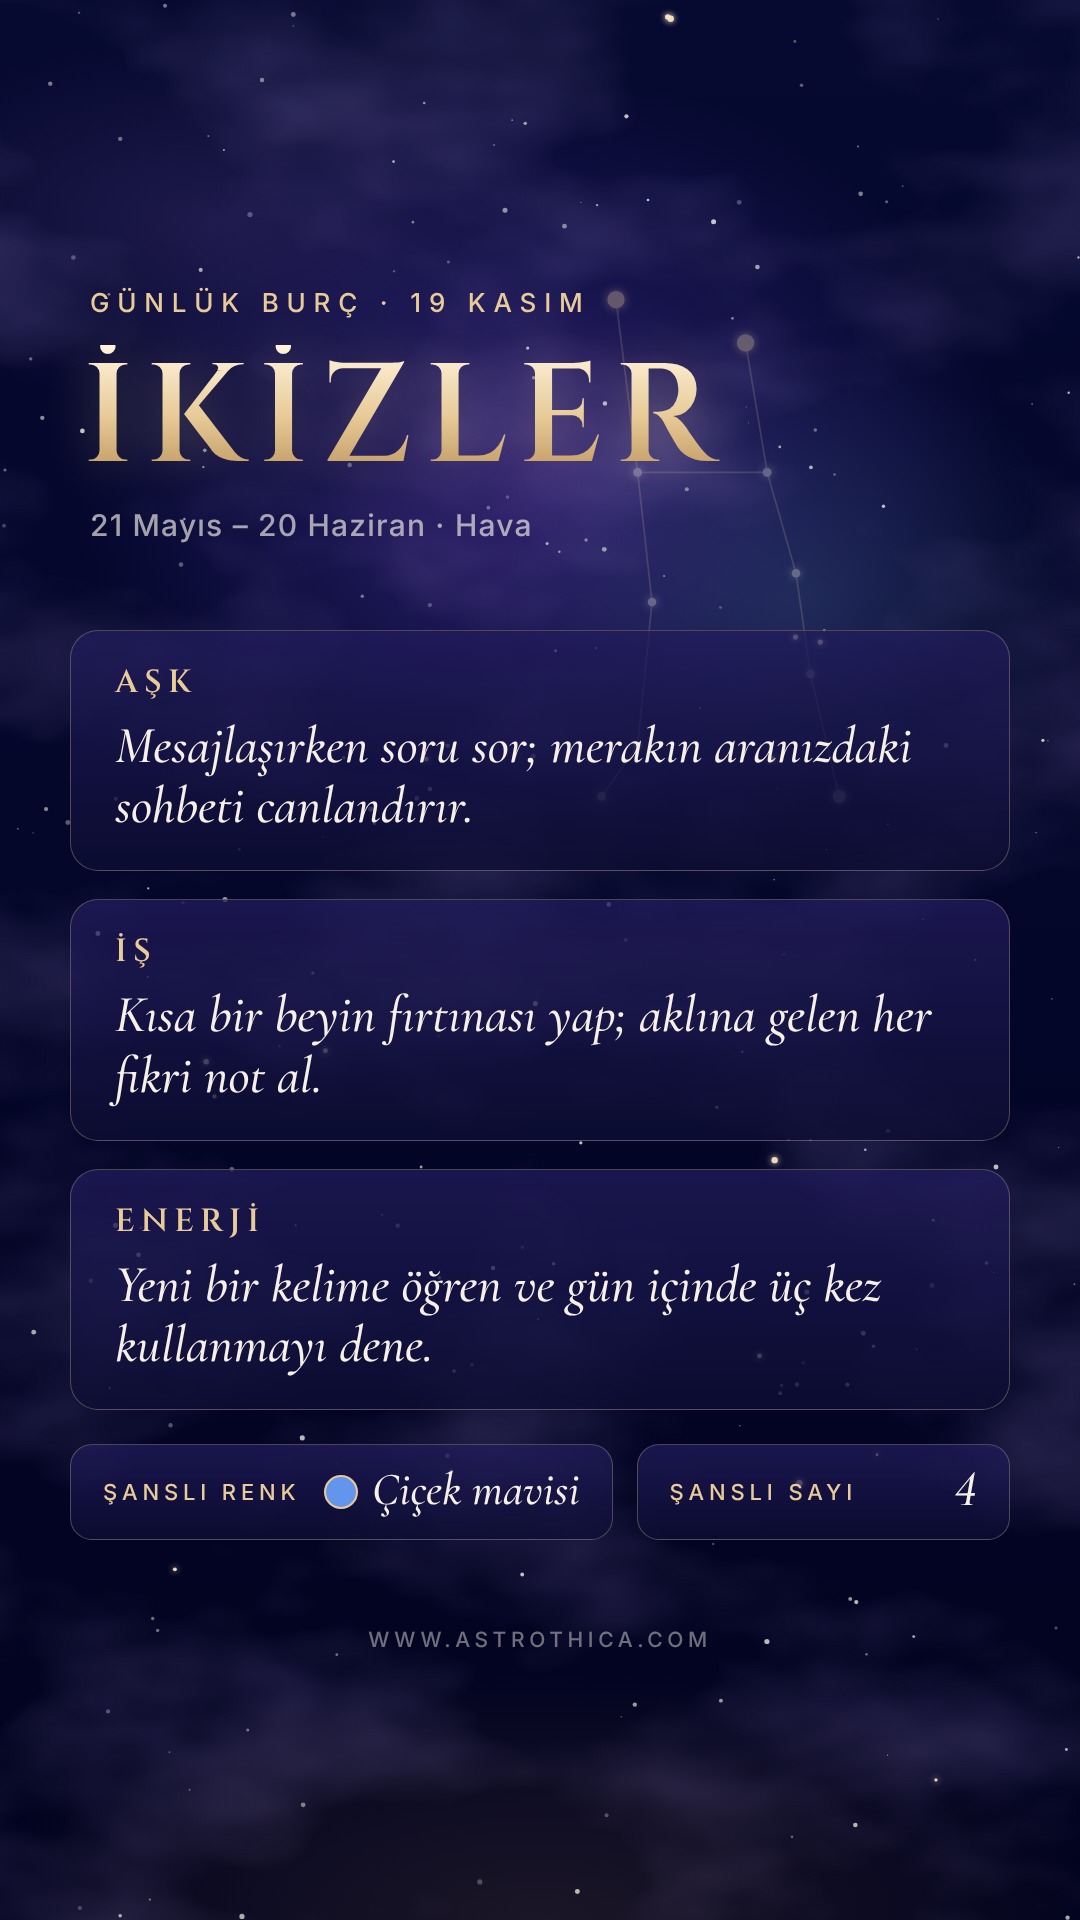 GÜNLÜK BURÇ · 19 KASIM
İKİZLER
21 Mayıs – 20 Haziran · Hava
AŞK
Mesajlaşırken soru sor; merakın aranızdaki
sohbeti canlandırır.
İŞ
Kısa bir beyin fırtınası yap; aklına gelen her
fikri not al.
ENERJİ
Yeni bir kelime öğren ve gün içinde üç kez
kullanmayı dene.
ŞANSLI RENK Çiçek mavisi
ŞANSLI SAYI 4
WWW.ASTROTHICA.COM